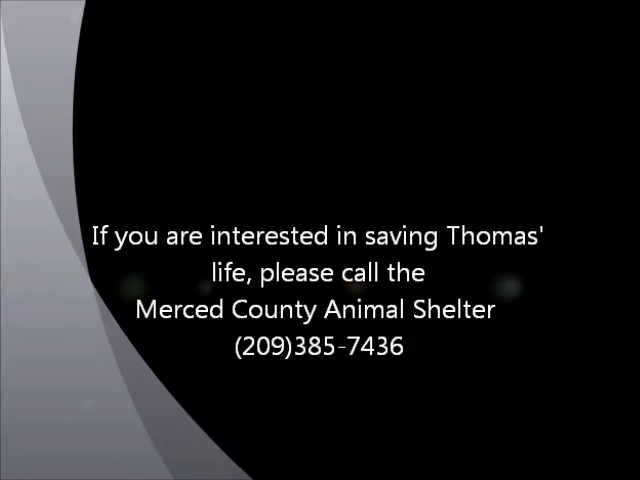 If you are interested in saving Thomas'
life, please call the
Merced County Animal Shelter
(209)385-7436